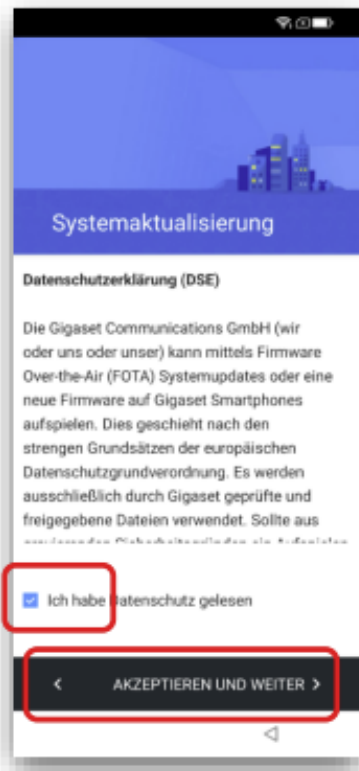 Systemaktualisierung
Datenschutzerklärung (DSE)
Die Gigaset Communications GmbH (wir
oder uns oder unser) kann mittels Firmware
Over-the-Air (FOTA) Systemupdates oder eine
neue Firmware auf Gigaset Smartphones
aufspielen. Dies geschieht nach den
strengen Grundsätzen der europäischen
Datenschutzgrundverordnung. Es werden
ausschließlich durch Gigaset geprüfte und
freigegebene Dateien verwendet. Sollte aus
Ich habe Datenschutz gelesen
AKZEPTIEREN UND WEITER